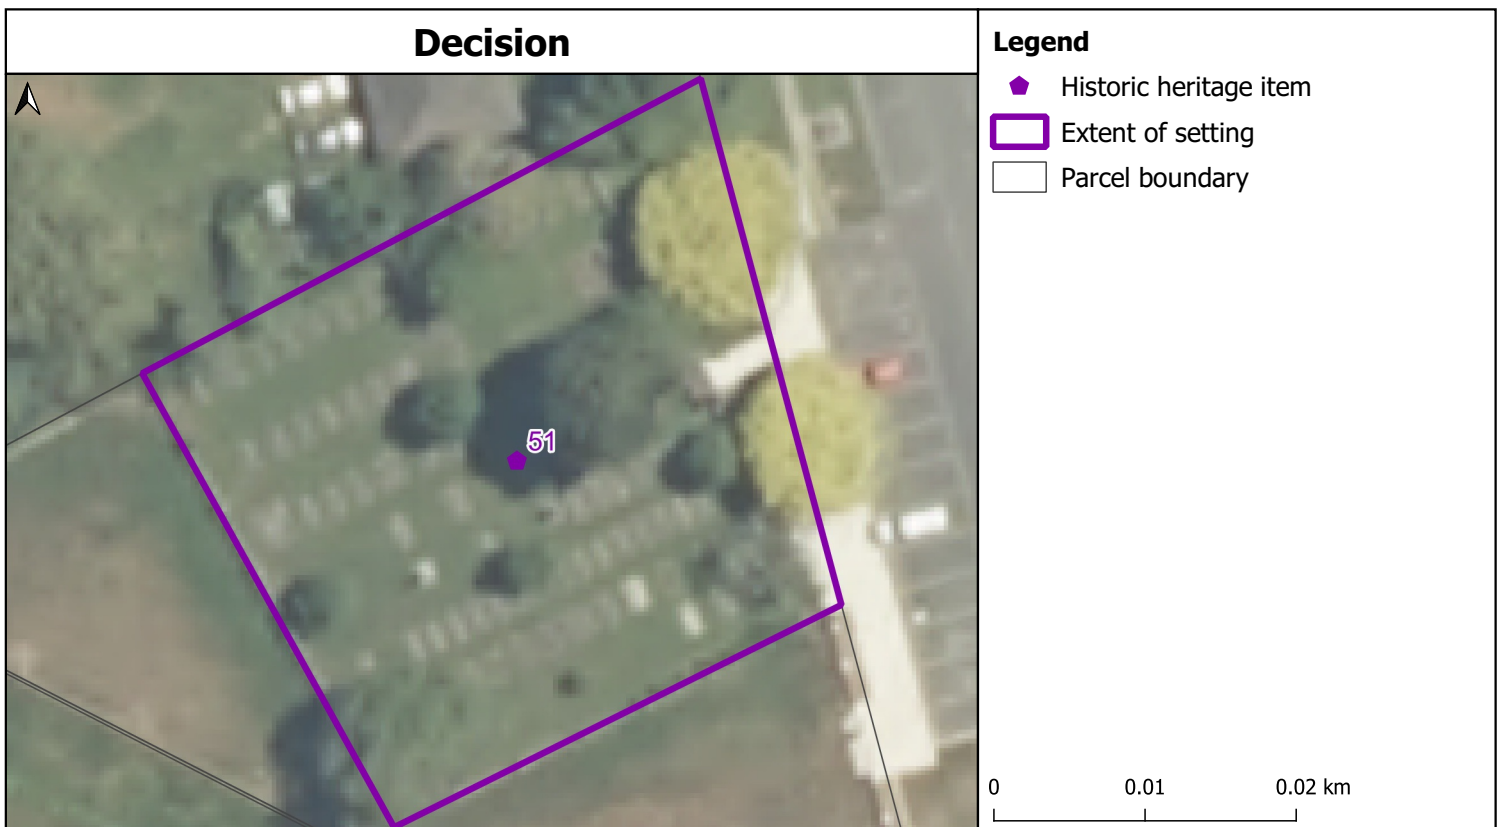 Decision
51
Legend
Historic heritage item
Extent of setting
Parcel boundary
0 0.01 0.02 km